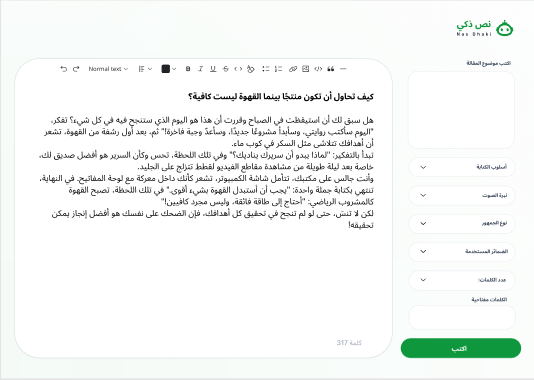 نص ذكي
Nas Dhaki
اكتب موضوع المقالة
أسلوب الكتابة
نبرة الصوت
نوع الجمهور
الضمائر المستخدمة
عدد الكلمات:
الكلمات مفتاحية
اكتب
Normal text
كيف تحاول أن تكون منتجًا بينما القهوة ليست كافية؟
هل سبق لك أن استيقظت في الصباح وقررت أن هذا هو اليوم الذي ستنجح فيه في كل شيء؟ تفكر،
"اليوم سأكتب روايتي، وسأبدأ مشروعًا جديدًا، وسأعدّ وجبة فاخرة!" ثم، بعد أول رشفة من القهوة، تشعر
أن أهدافك تتلاشى مثل السكر في كوب ماء.
تبدأ بالتفكير: "لماذا يبدو أن سريرك يناديك؟" وفي تلك اللحظة، تحس وكأن السرير هو أفضل صديق لك،
خاصة بعد ليلة طويلة من مشاهدة مقاطع الفيديو لقطط تتزلج على الجليد.
وأنت جالس على مكتبك، تتأمل شاشة الكمبيوتر، تشعر كأنك داخل معركة مع لوحة المفاتيح. في النهاية،
تنتهي بكتابة جملة واحدة: "يجب أن أستبدل القهوة بشيء أقوى." في تلك اللحظة، تصبح القهوة
كالمشروب الرياضي: "أحتاج إلى طاقة فائقة، وليس مجرد كافيين!"
لكن لا تنسَ، حتى لو لم تنجح في تحقيق كل أهدافك، فإن الضحك على نفسك هو أفضل إنجاز يمكن
تحقيقه!
317 كلمة